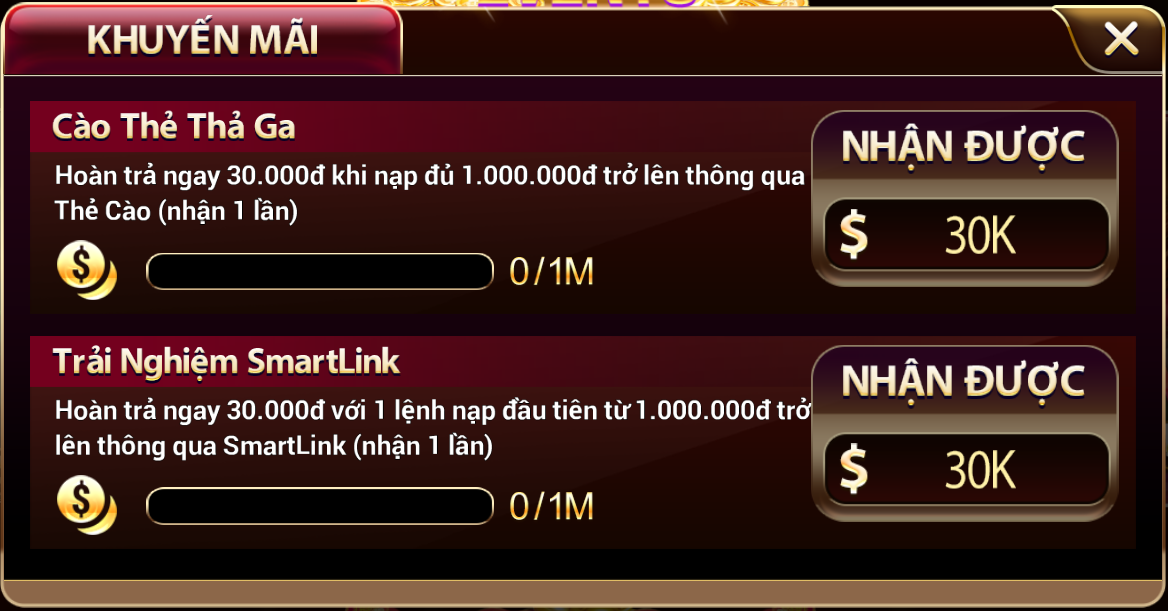 EVENTS
KHUYẾN MÃI
Cào Thẻ Thả Ga
Hoàn trả ngay 30.000đ khi nạp đủ 1.000.000đ trở lên thông qua
Thẻ Cào (nhận 1 lần)
0/1M
NHẬN ĐƯỢC
$ 30K
Trải Nghiệm SmartLink
Hoàn trả ngay 30.000đ với 1 lệnh nạp đầu tiên từ 1.000.000đ trở
lên thông qua SmartLink (nhận 1 lần)
0/1M
NHẬN ĐƯỢC
$ 30K